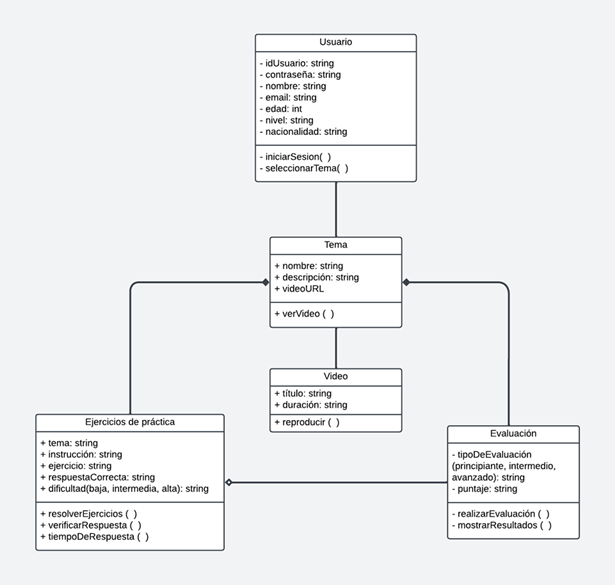 Usuario
- idUsuario: string
- contraseña: string
- nombre: string
- email: string
- edad: int
- nivel: string
- nacionalidad: string
- iniciarSesion(  )
- seleccionarTema(  )
Tema
+ nombre: string
+ descripción: string
+ videoURL
+ verVideo (  )
Video
+ título: string
+ duración: string
+ reproducir (  )
Ejercicios de práctica
+ tema: string
+ instrucción: string
+ ejercicio: string
+ respuestaCorrecta: string
+ dificultad(baja, intermedia, alta): string
+ resolverEjercicios (  )
+ verificarRespuesta (  )
+ tiempoDeRespuesta (  )
Evaluación
- tipoDeEvaluación
(principiante, intermedio,
avanzado): string
- puntaje: string
- realizarEvaluación (  )
- mostrarResultados (  )